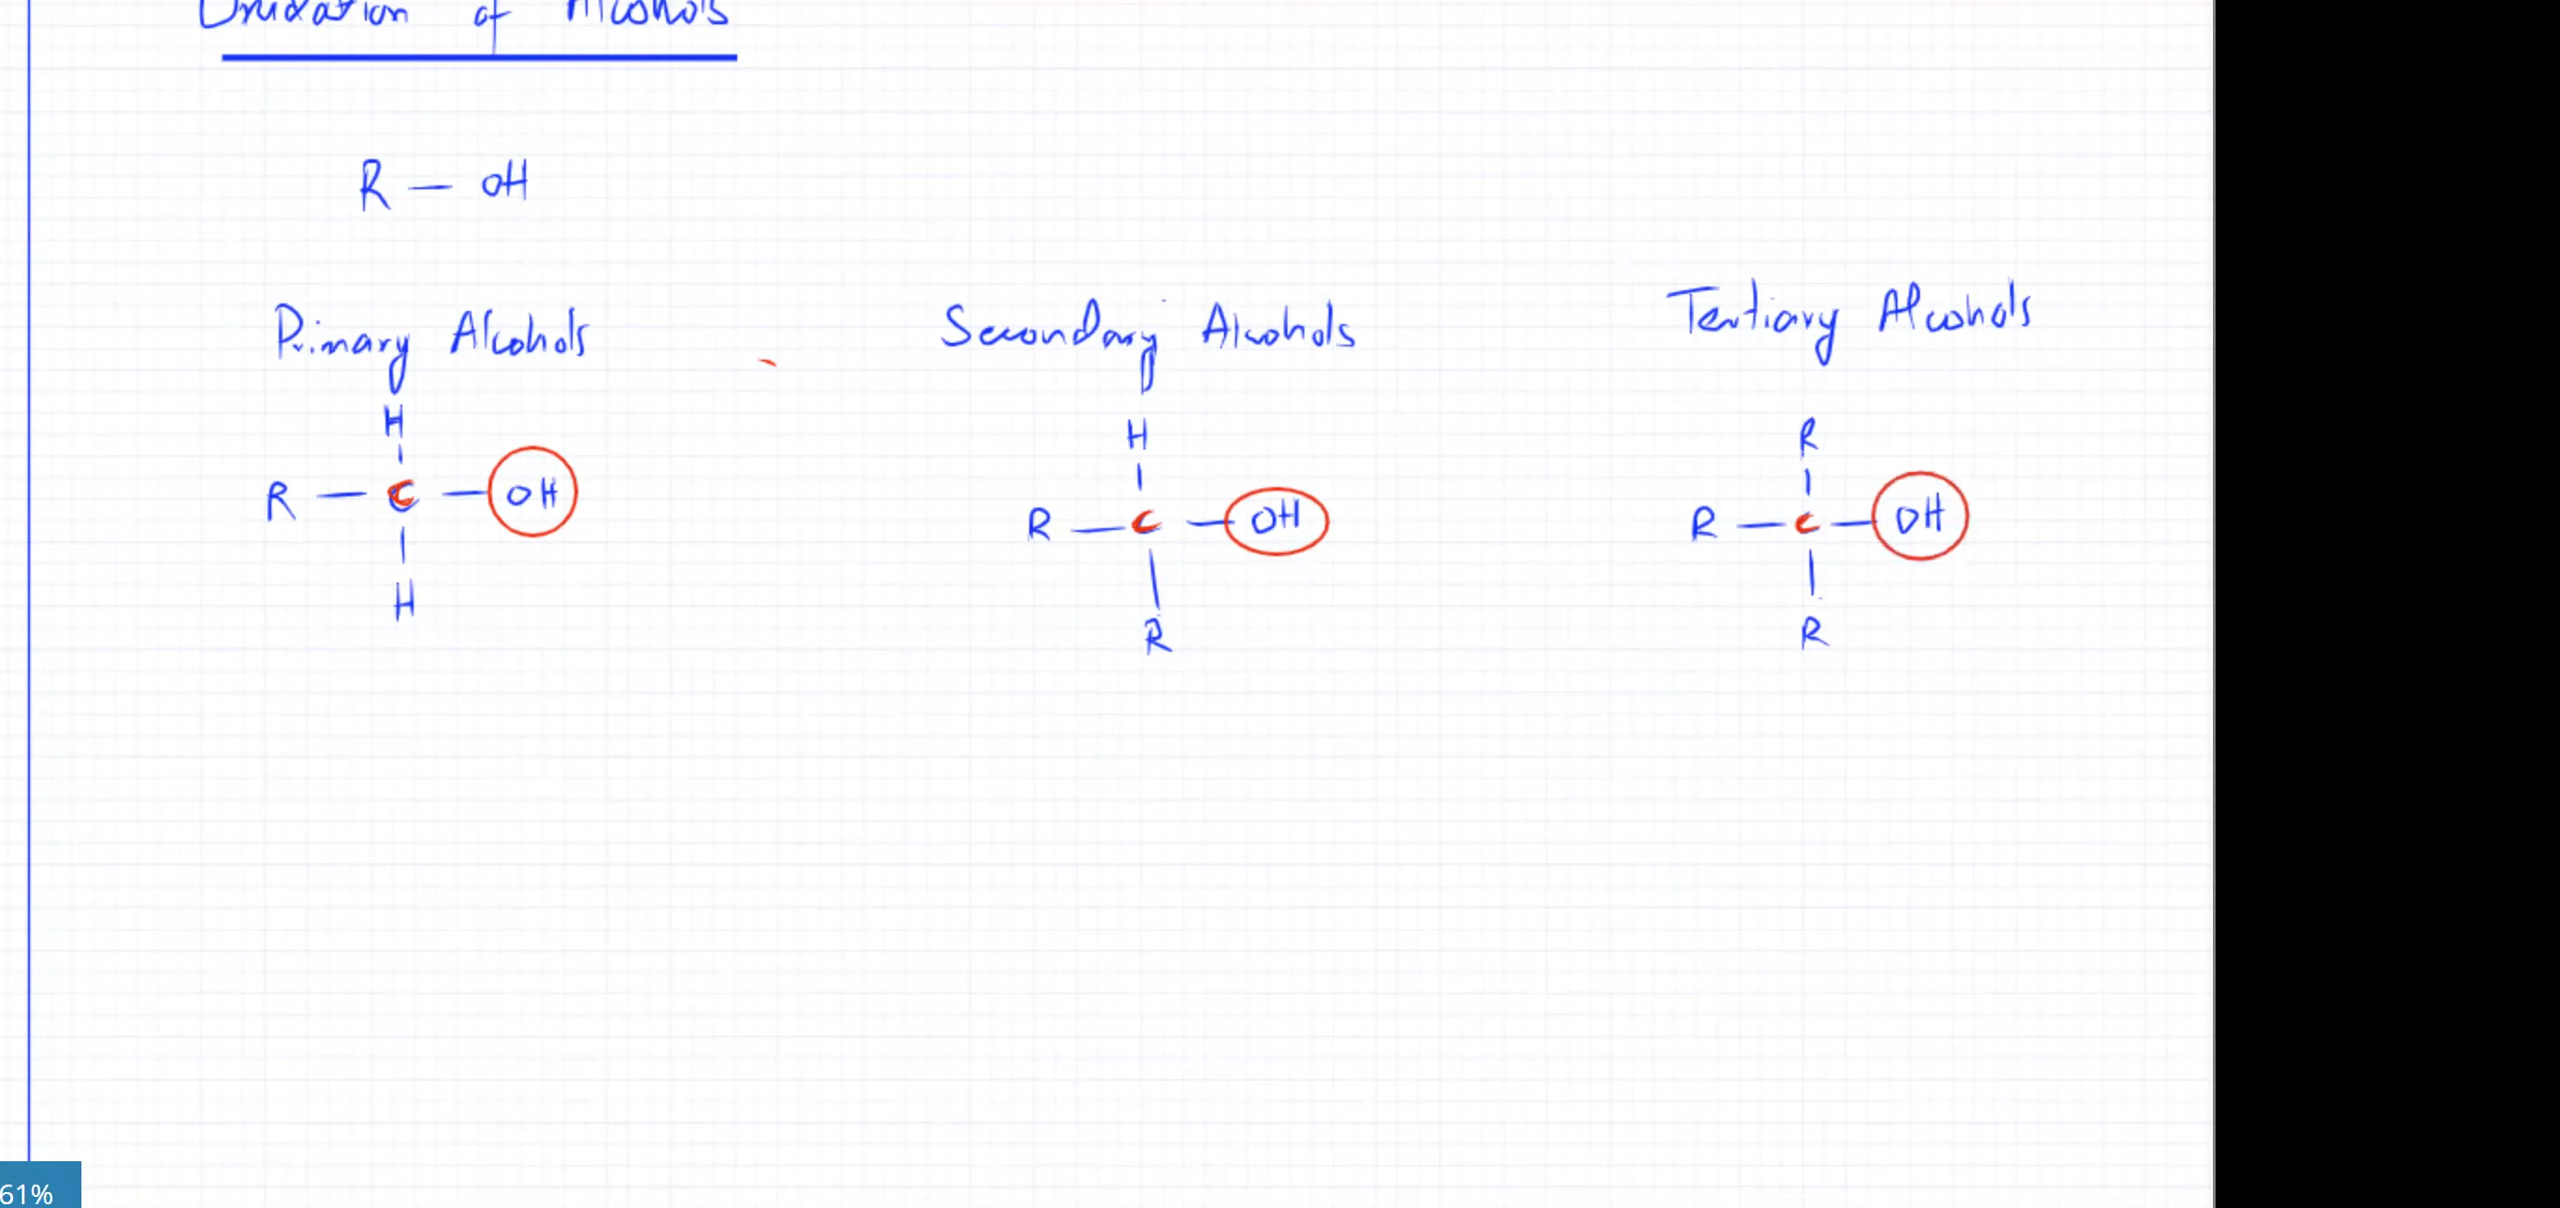 Oxidation of Alcohols
R — OH
Primary Alcohols Secondary Alcohols Tertiary Alcohols
H H R
R — C — OH R — C — OH R — C — OH
H R R
61%